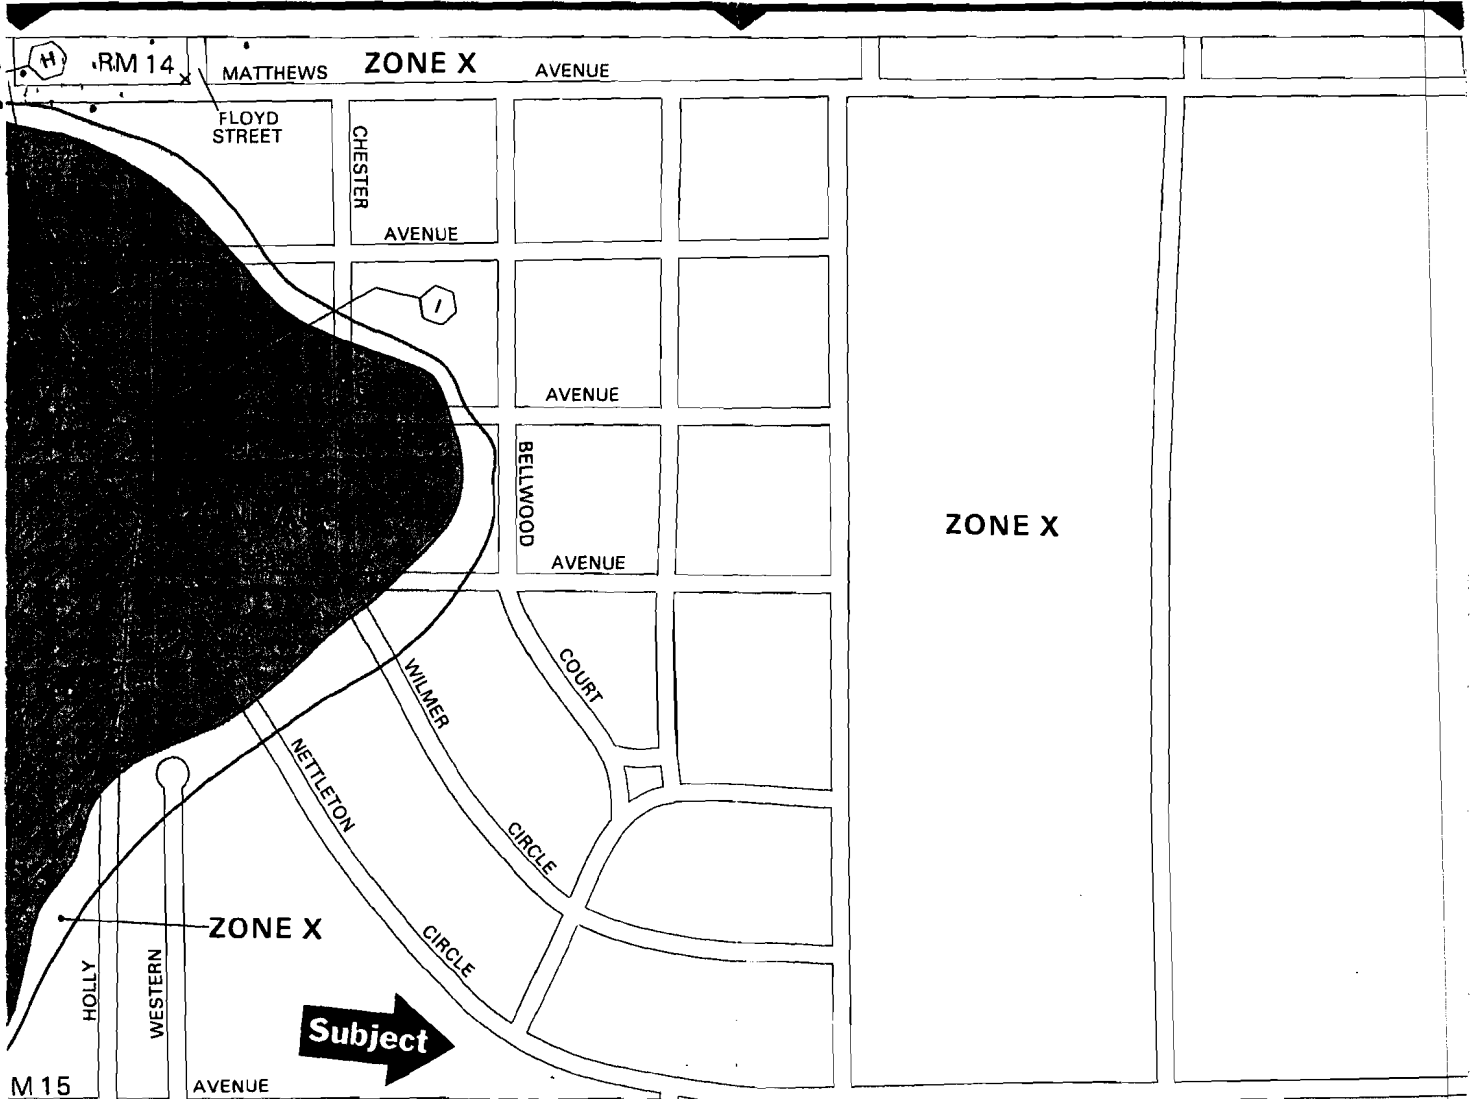 H
RM 14
MATTHEWS
ZONE X
AVENUE
FLOYD
STREET
CHESTER
AVENUE
I
AVENUE
BELLWOOD
ZONE X
AVENUE
COURT
WILMER
NETTLETON
CIRCLE
ZONE X
CIRCLE
HOLLY
WESTERN
Subject
M 15
AVENUE